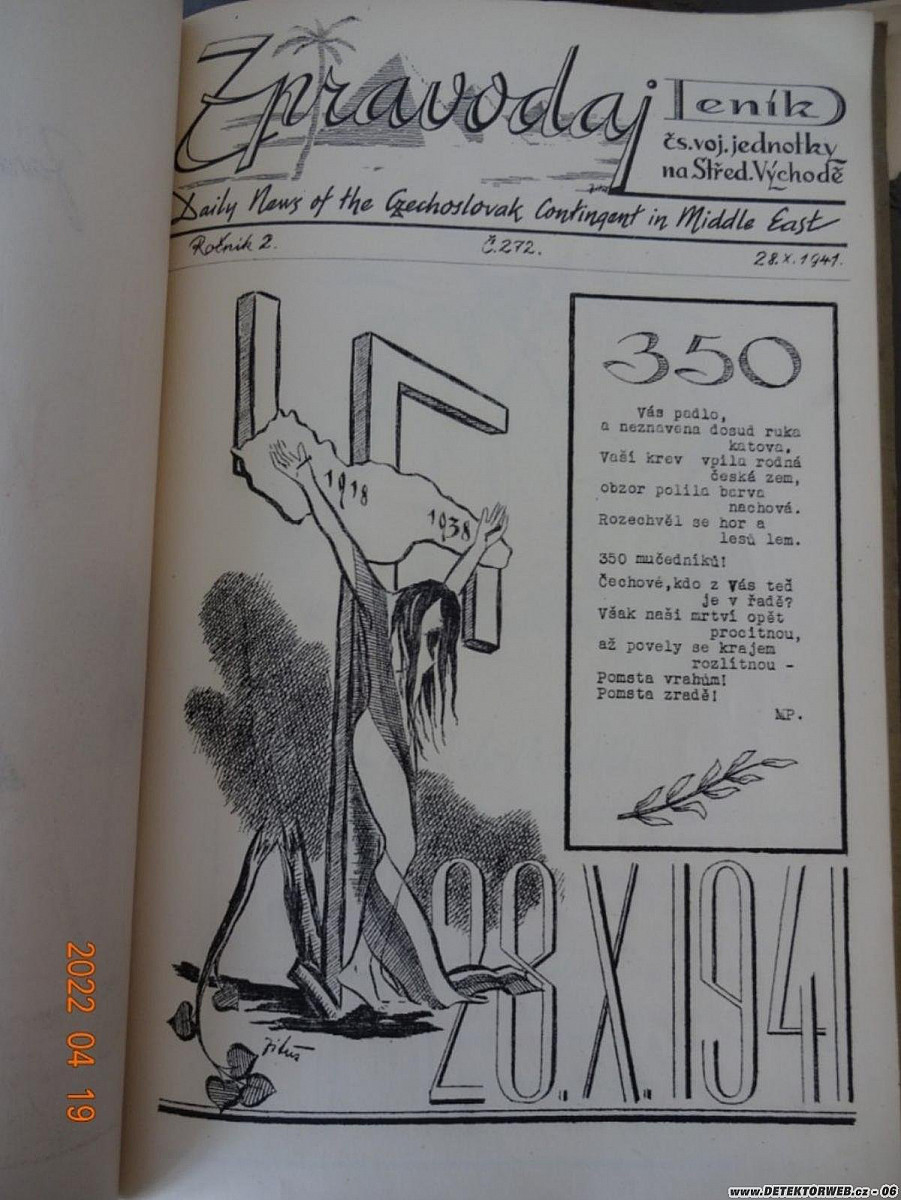 Zpravodaj
Deník
čs.voj.jednotky
na Střed.Východě
Daily News of the Czechoslovak Contingent in Middle East
Ročník 2.
Č.272.
28.X.1941.
1918
1938
350
Vás padlo,
a neznavena dosud ruka
katova,
Vaší krev vpila rodná
česká zem,
obzor polila barva
nachová.
Rozechvěl se hor a
lesů lem.
350 mučedníků!
Čechové,kdo z Vás teď
je v řadě?
Však naši mrtví opět
procitnou,
až povely se krajem
rozlítnou -
Pomsta vrahům!
Pomsta zradě!
MP.
28.X.1941
2022 04 19
www.DETEKTORWEB.cz - 06